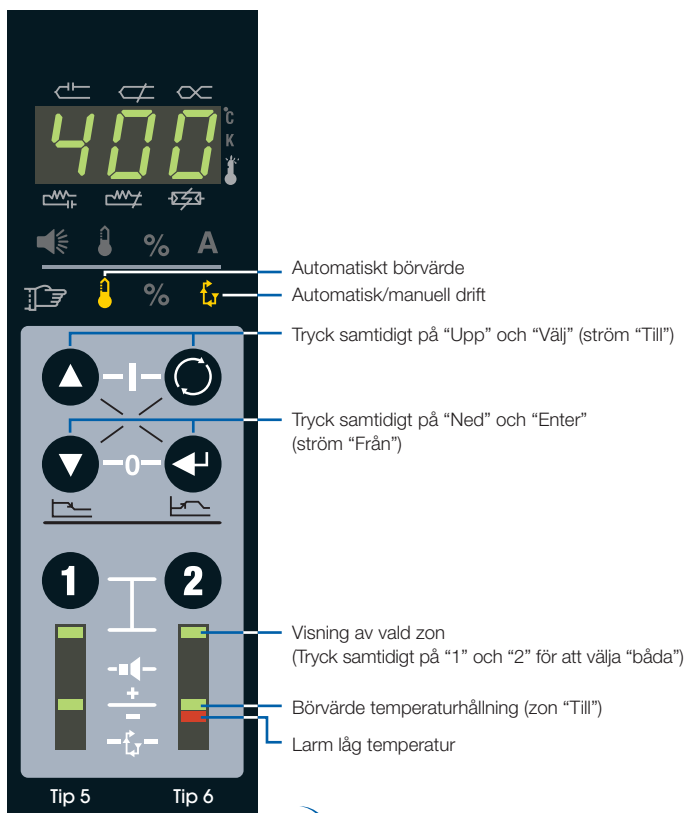 400
°C
K
% A
Automatiskt börvärde
%
Automatisk/manuell drift
Tryck samtidigt på “Upp” och “Välj” (ström “Till”)
Tryck samtidigt på “Ned” och “Enter”
(ström “Från”)
0
1 2
Visning av vald zon
(Tryck samtidigt på “1” och “2” för att välja “båda”)
+
−
Börvärde temperaturhållning (zon “Till”)
Larm låg temperatur
Tip 5 Tip 6